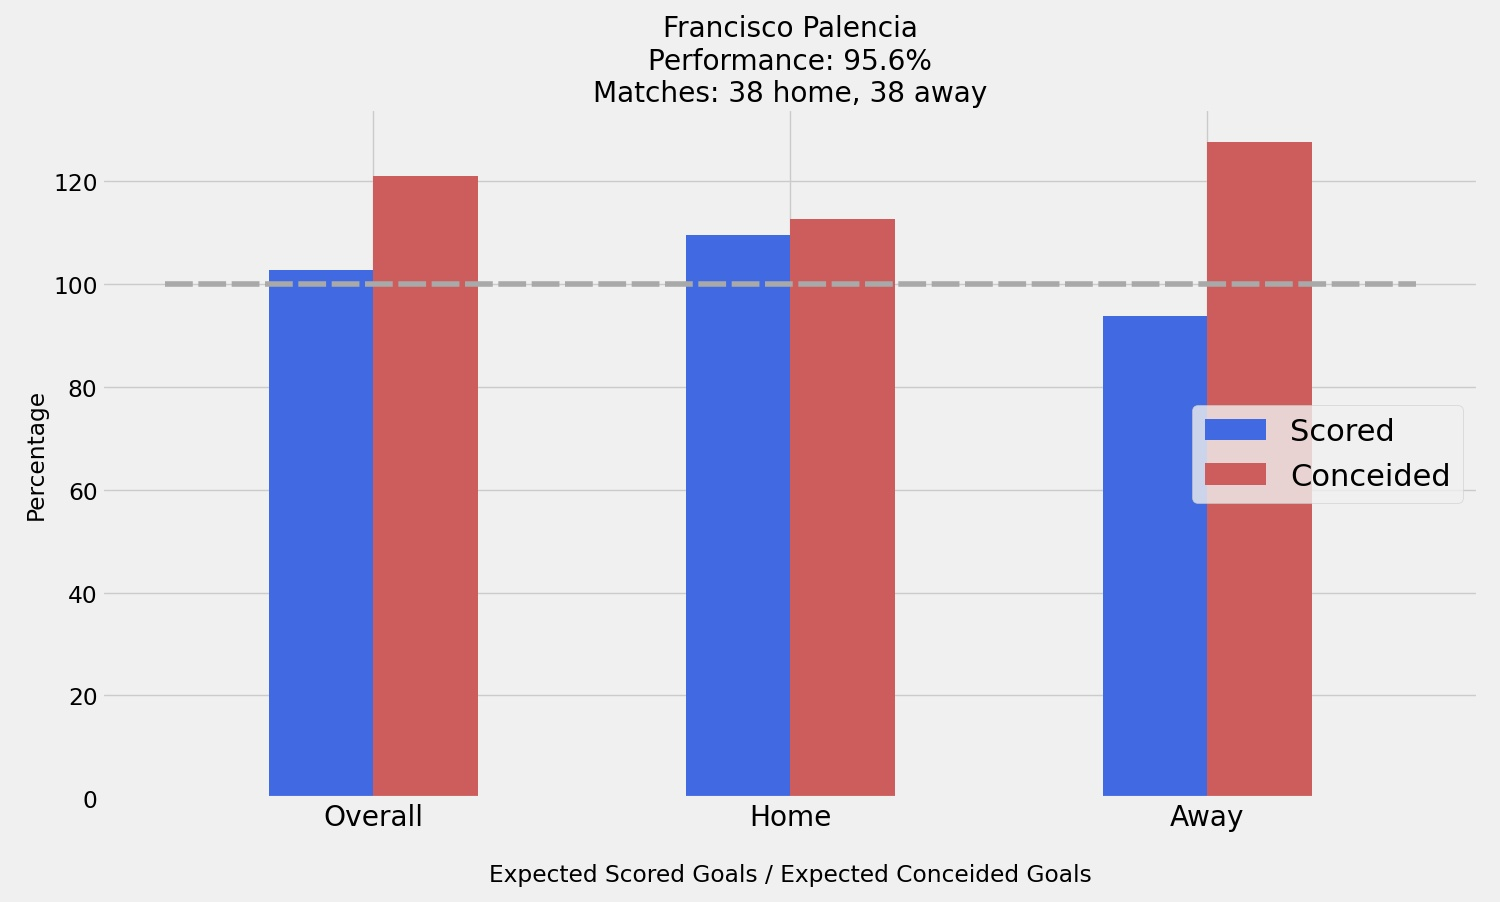 Francisco Palencia
Performance: 95.6%
Matches: 38 home, 38 away
120
100
80
60
40
20
0
Percentage
Scored
Conceided
Overall
Home
Away
Expected Scored Goals / Expected Conceided Goals